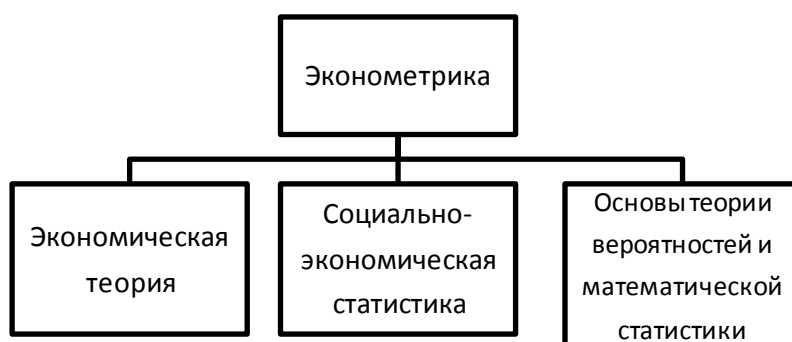 Эконометрика
Экономическая
теория
Социально-
экономическая
статистика
Основы теории
вероятностей и
математической
статистики